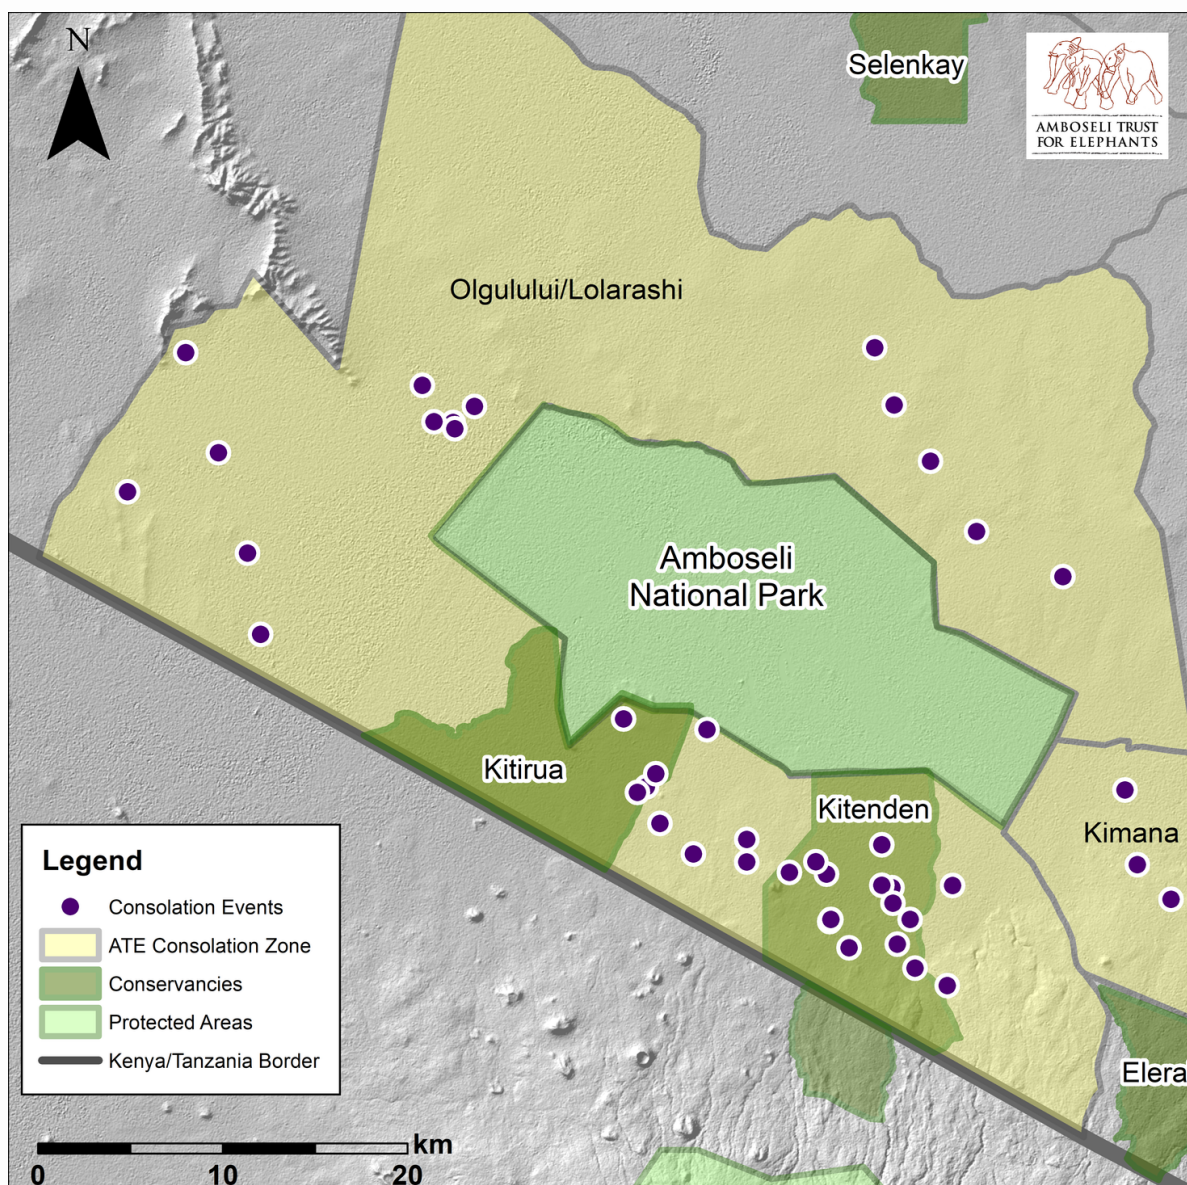 N
Selenkay
AMBOSELI TRUST
FOR ELEPHANTS
Olgulului/Lolarashi
Amboseli
National Park
Kitirua
Kitenden
Kimana
Elera
Legend
Consolation Events
ATE Consolation Zone
Conservancies
Protected Areas
Kenya/Tanzania Border
km
0 10 20